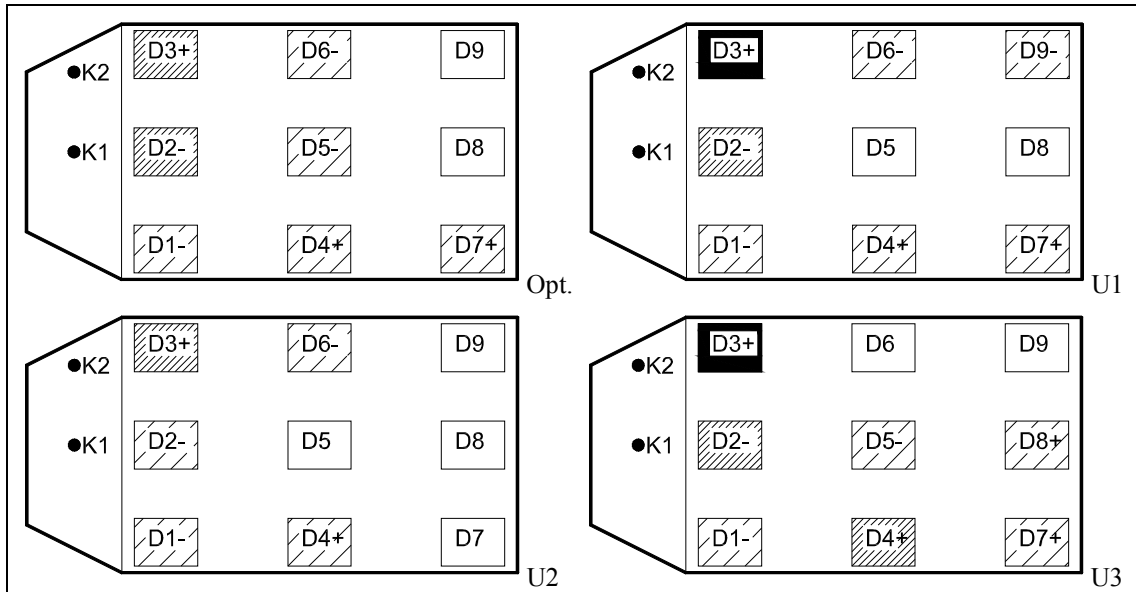 D3+ D6- D9
K2
D2- D5- D8
K1
D1- D4+ D7+
Opt.
D3+ D6- D9-
K2
D2- D5 D8
K1
D1- D4+ D7+
U1
D3+ D6- D9
K2
D2- D5 D8
K1
D1- D4+ D7
U2
D3+ D6 D9
K2
D2- D5- D8+
K1
D1- D4+ D7+
U3